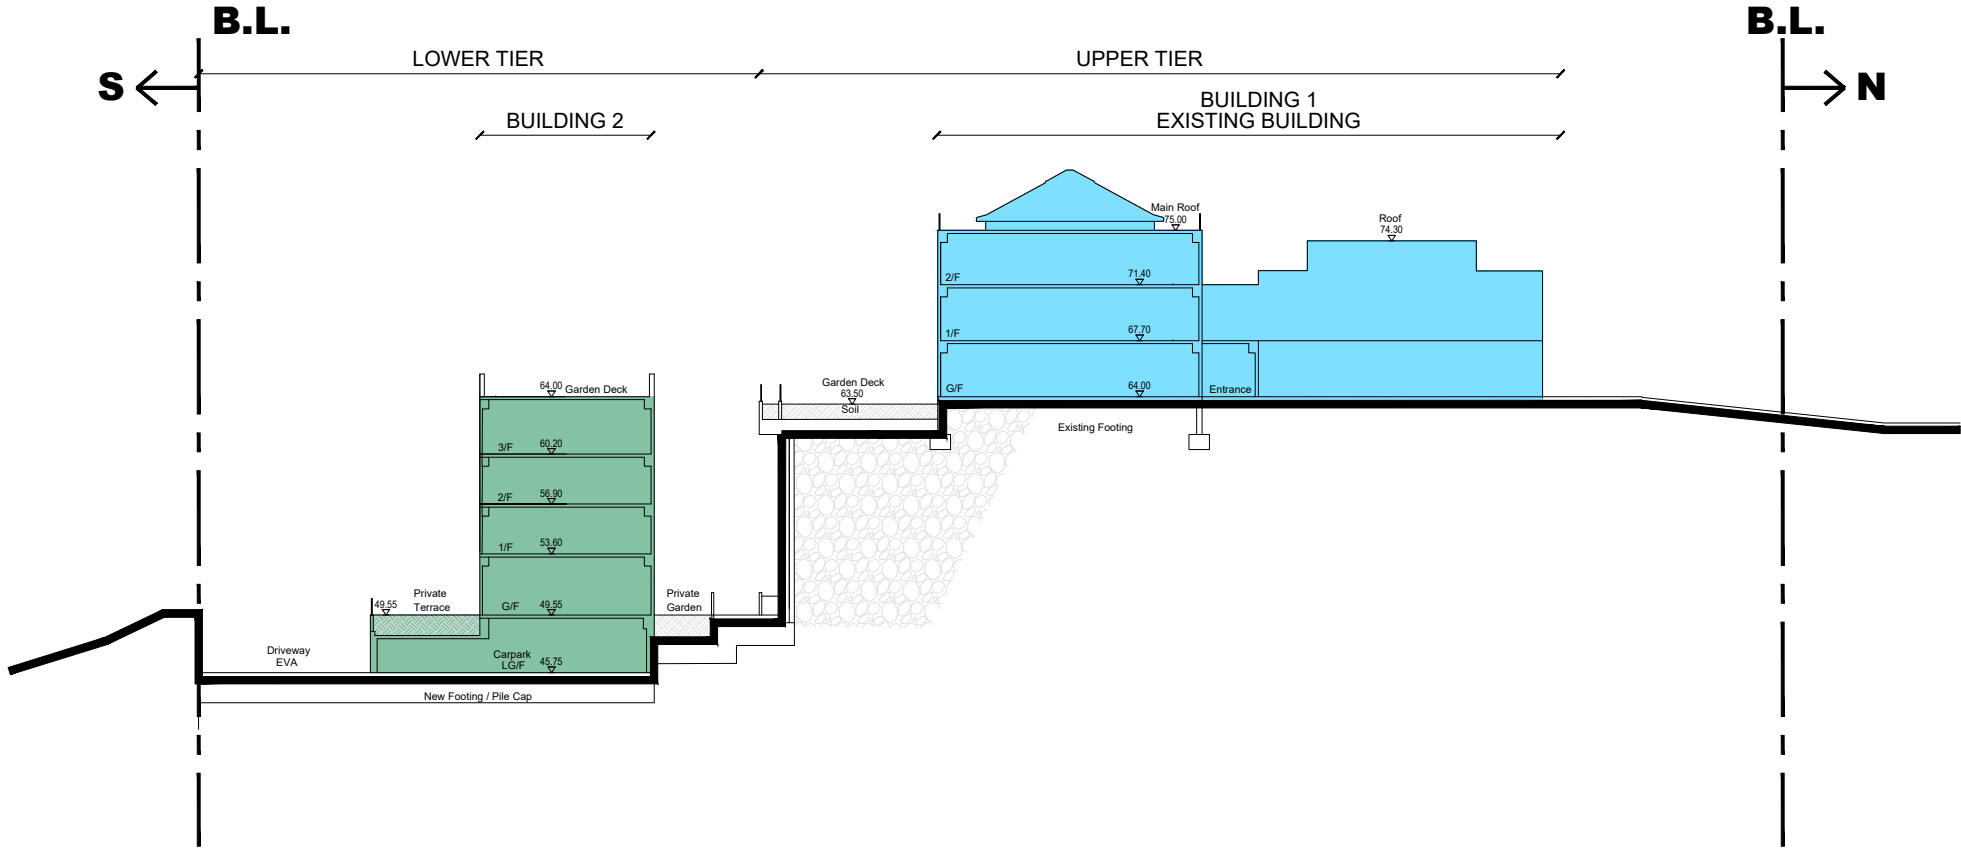 B.L.
B.L.
LOWER TIER
UPPER TIER
S
N
BUILDING 2
BUILDING 1
EXISTING BUILDING
Main Roof
75.00
Roof
74.30
2/F
71.40
1/F
67.70
G/F
64.00
Entrance
Garden Deck
63.50
Soil
Existing Footing
64.00
Garden Deck
3/F
60.20
2/F
56.90
1/F
53.60
Private
Terrace
49.55
G/F
49.55
Private
Garden
Driveway
EVA
Carpark
LG/F
45.75
New Footing / Pile Cap